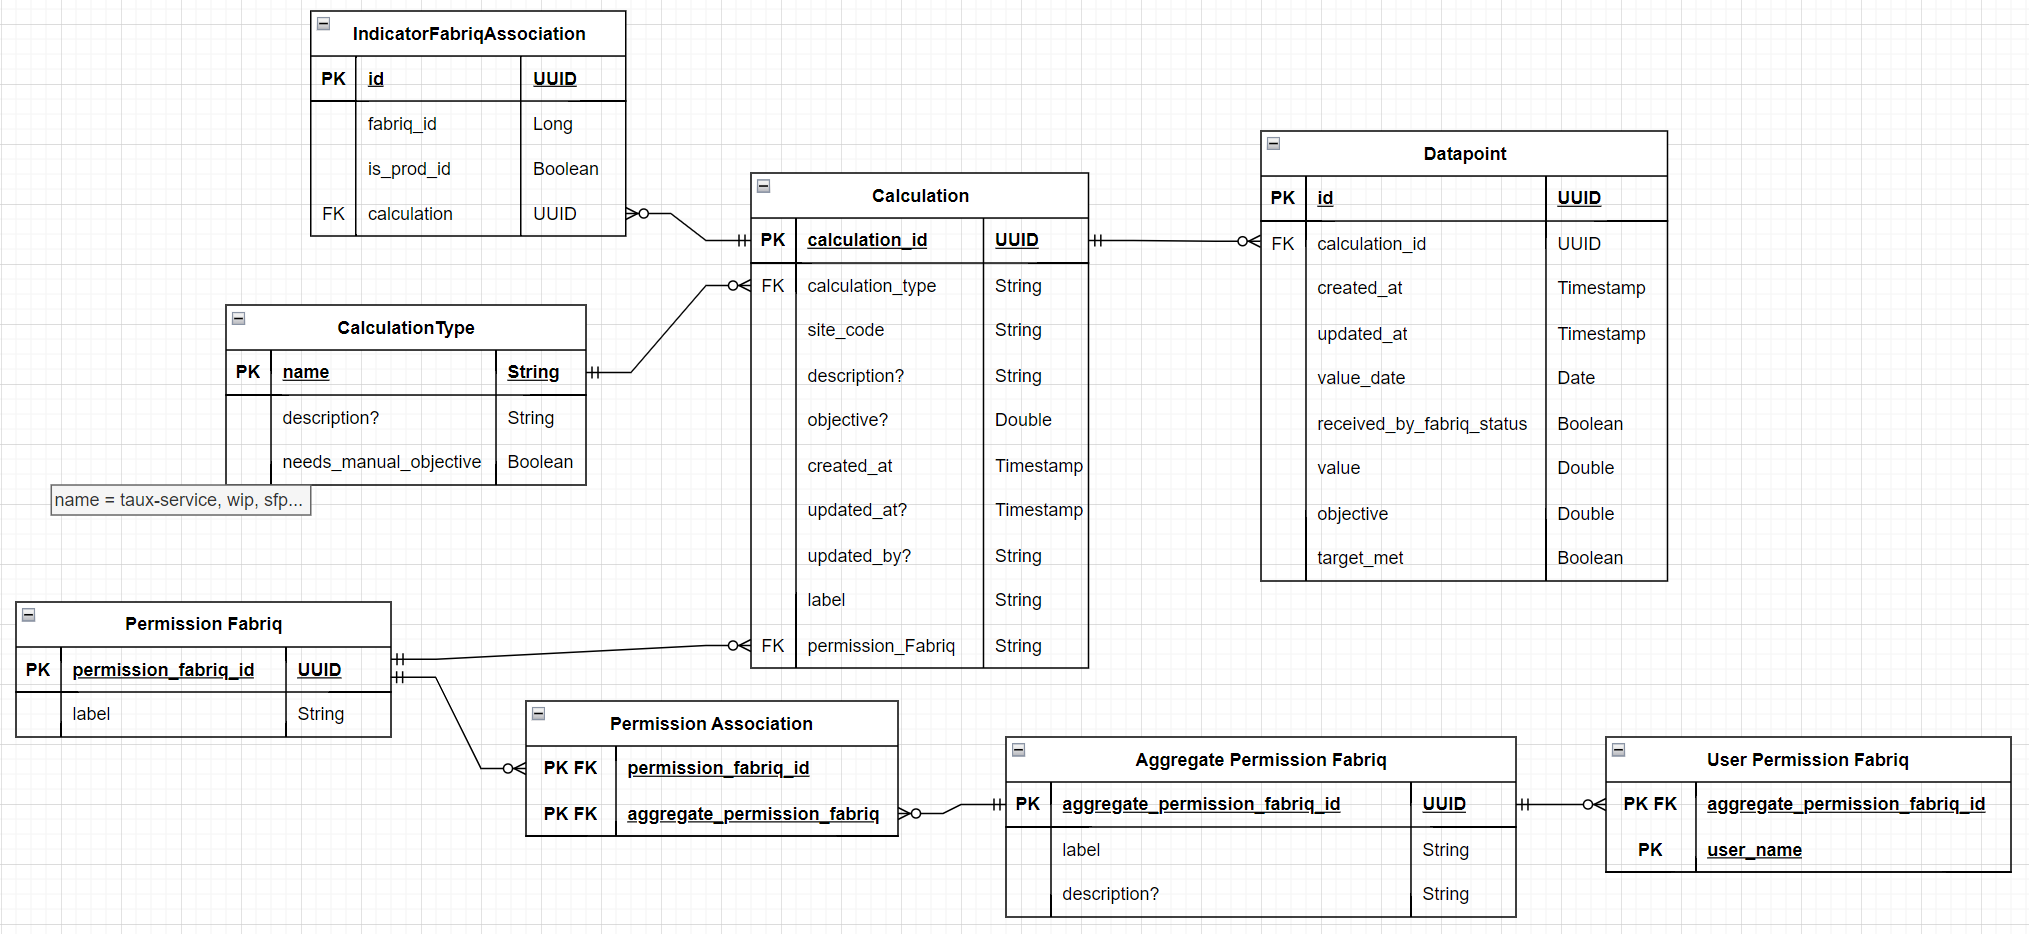 IndicatorFabriqAssociation
PK id UUID
fabriq_id Long
is_prod_id Boolean
FK calculation UUID
CalculationType
PK name String
description? String
needs_manual_objective Boolean
name = taux-service, wip, sfp...
Calculation
PK calculation_id UUID
FK calculation_type String
site_code String
description? String
objective? Double
created_at Timestamp
updated_at? Timestamp
updated_by? String
label String
FK permission_Fabriq String
Datapoint
PK id UUID
FK calculation_id UUID
created_at Timestamp
updated_at Timestamp
value_date Date
received_by_fabriq_status Boolean
value Double
objective Double
target_met Boolean
Permission Fabriq
PK permission_fabriq_id UUID
label String
Permission Association
PK FK permission_fabriq_id
PK FK aggregate_permission_fabriq
Aggregate Permission Fabriq
PK aggregate_permission_fabriq_id UUID
label String
description? String
User Permission Fabriq
PK FK aggregate_permission_fabriq_id
PK user_name